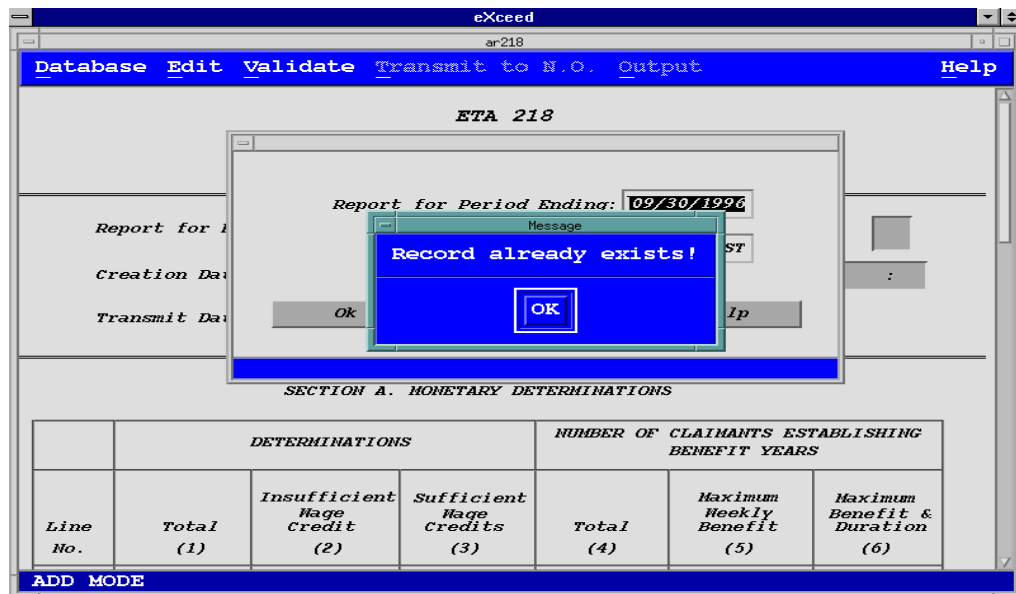 eXceed
ar218
Database Edit Validate Transmit to N.O. Output Help
ETA 218
Report for Period Ending: 09/30/1996
Message
Record already exists!
OK
Report for
ST
Creation Da
:
Transmit Da
Ok
lp
SECTION A. MONETARY DETERMINATIONS
DETERMINATIONS
NUMBER OF CLAIMANTS ESTABLISHING
BENEFIT YEARS
Line
No.
Total
(1)
Insufficient
Wage
Credit
(2)
Sufficient
Wage
Credits
(3)
Total
(4)
Maximum
Weekly
Benefit
(5)
Maximum
Benefit &
Duration
(6)
ADD MODE